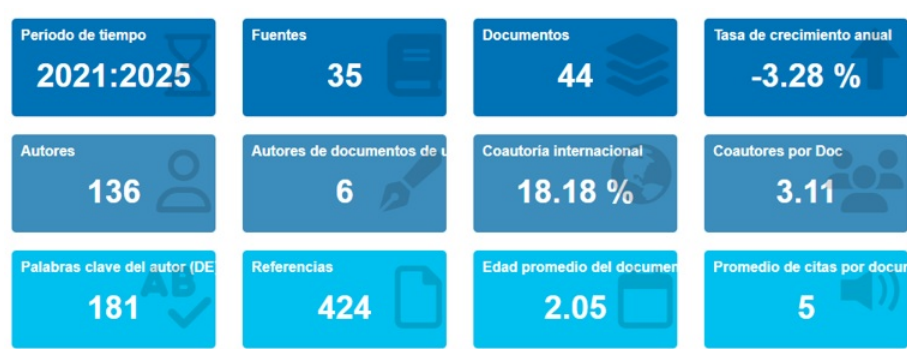 Periodo de tiempo
2021:2025
Fuentes
35
Documentos
44
Tasa de crecimiento anual
-3.28 %
Autores
136
Autores de documentos de u
6
Coautoría internacional
18.18 %
Coautores por Doc
3.11
Palabras clave del autor (DE
181
Referencias
424
Edad promedio del documen
2.05
Promedio de citas por docur
5
AB